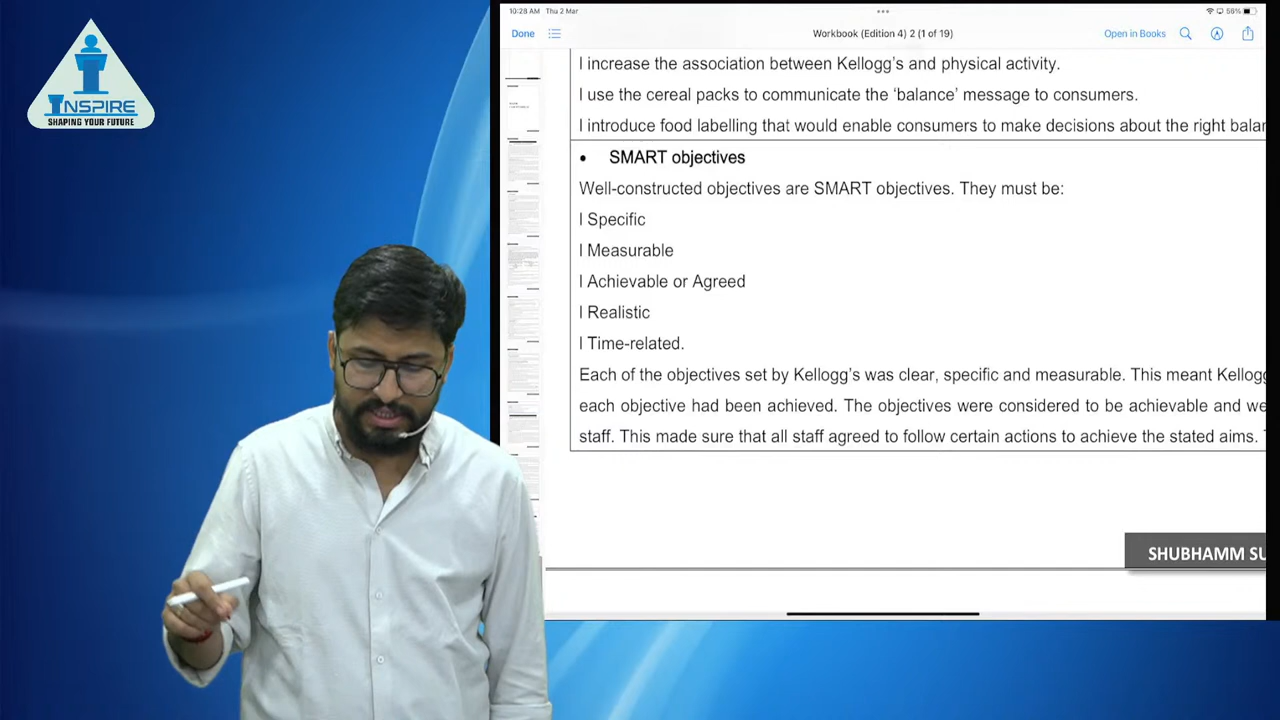 INSPIRE
SHAPING YOUR FUTURE
10:28 AM Thu 2 Mar
56%
Done
Workbook (Edition 4) 2 (1 of 19)
Open in Books
I increase the association between Kellogg's and physical activity.
I use the cereal packs to communicate the 'balance' message to consumers.
I introduce food labelling that would enable consumers to make decisions about the right balan
• SMART objectives
Well-constructed objectives are SMART objectives. They must be:
I Specific
I Measurable
I Achievable or agreed
I Realistic
I Time-related.
Each of the objectives set by Kellogg's was clear, specific and measurable. This meant Kellogg
each objective had been achieved. The objectives were considered to be achievable and we
staff. This made sure that all staff agreed to follow certain actions to achieve the stated aims.
SHUBHAMM SU